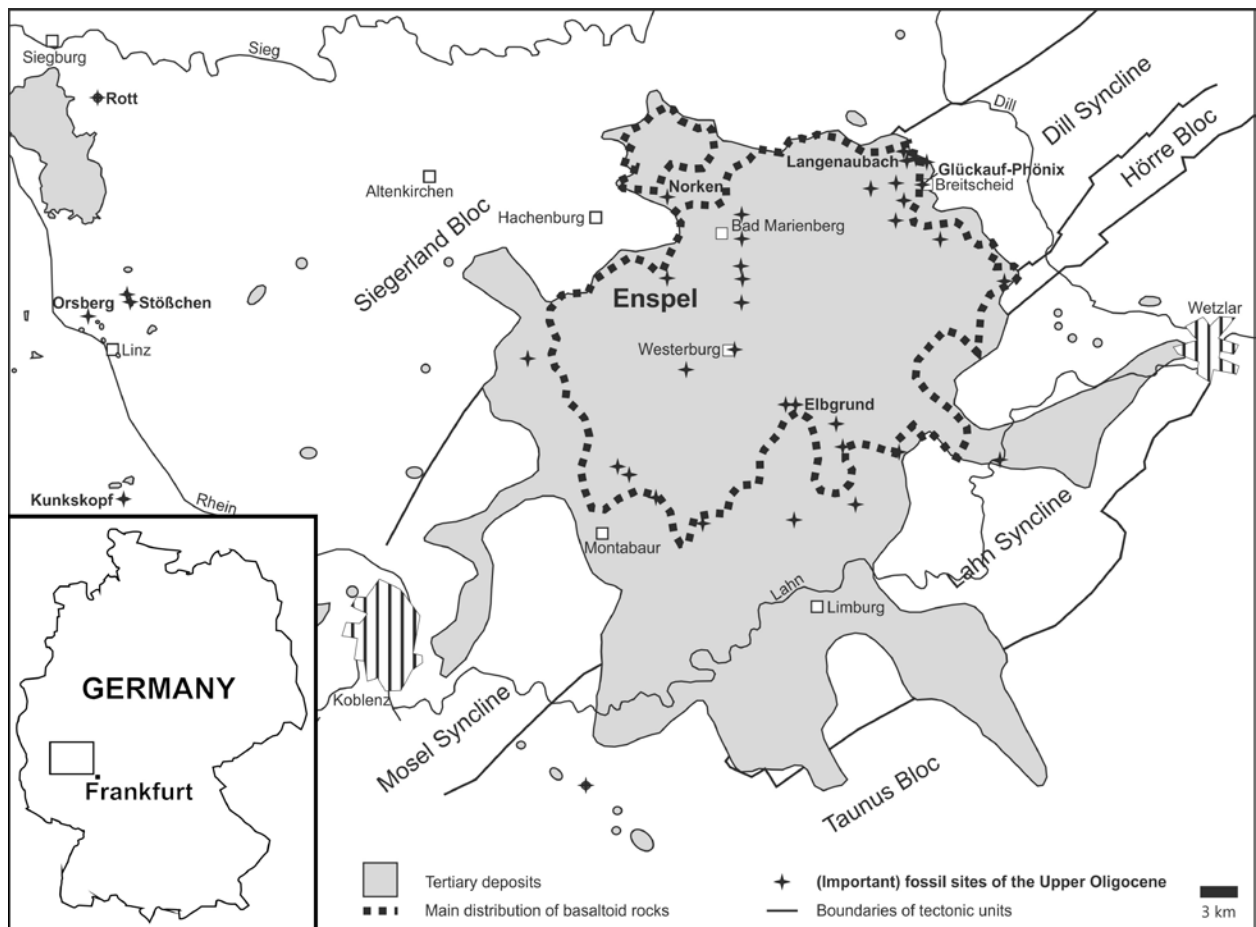 Siegburg
Sieg
Rott
Dill
Dill Syncline
Hörre Bloc
Langenaubach
Glückauf-Phönix
Breitscheid
Altenkirchen
Norken
Hachenburg
Bad Marienberg
Siegerland Bloc
Enspel
Orsberg
Stößchen
Linz
Wetzlar
Westerburg
Elbgrund
Kunkskopf
Rhein
Montabaur
Lahn Syncline
Lahn
Limburg
Koblenz
Mosel Syncline
Taunus Bloc
GERMANY
Frankfurt
Tertiary deposits
(Important) fossil sites of the Upper Oligocene
Main distribution of basaltoid rocks
Boundaries of tectonic units
3 km